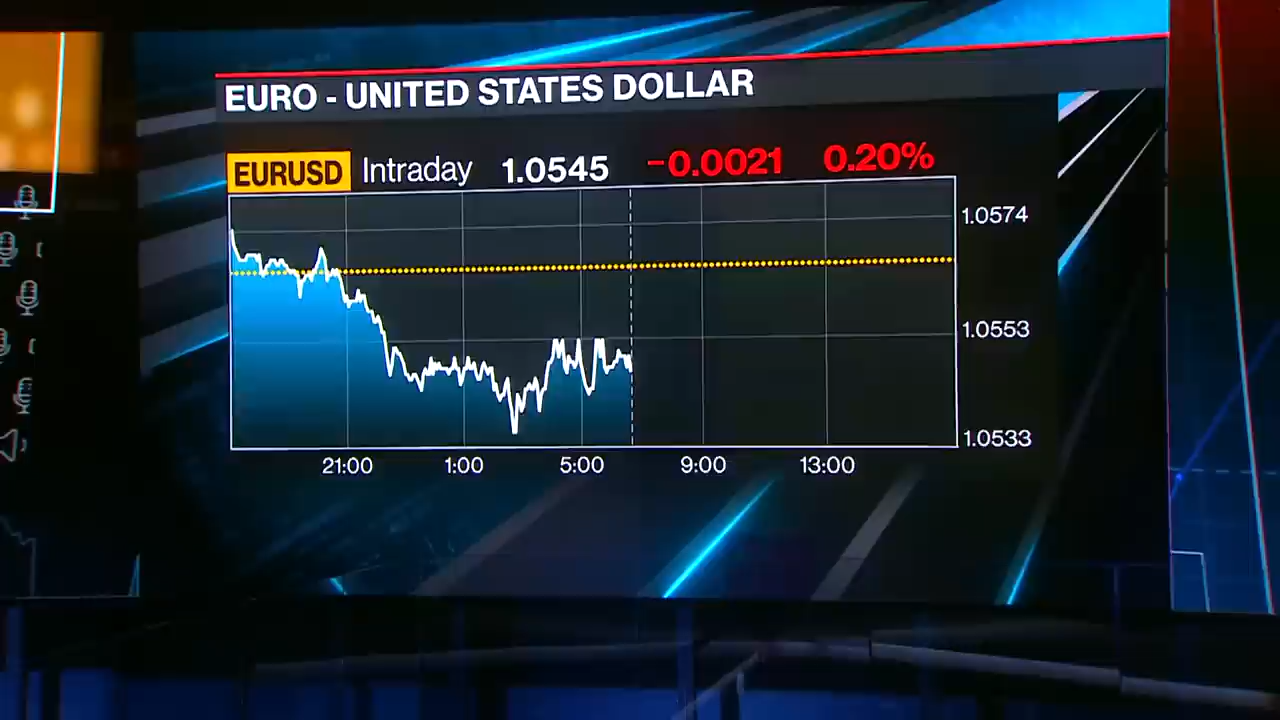 EURO - UNITED STATES DOLLAR
EURUSD Intraday 1.0545 -0.0021 0.20%
1.0574
1.0553
1.0533
21:00 1:00 5:00 9:00 13:00